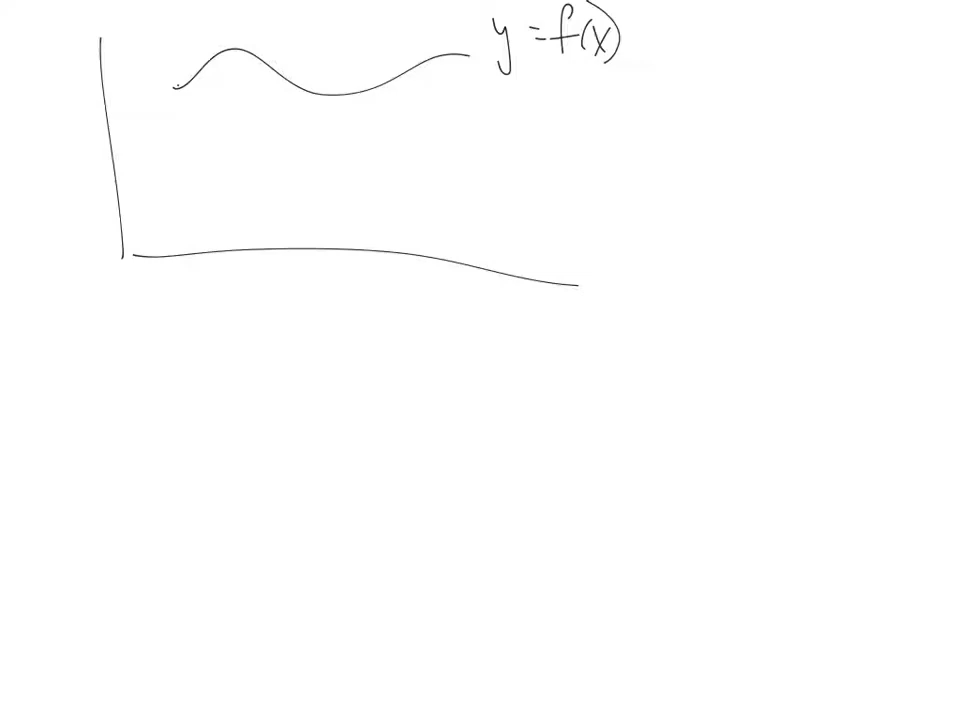 y = f(x)